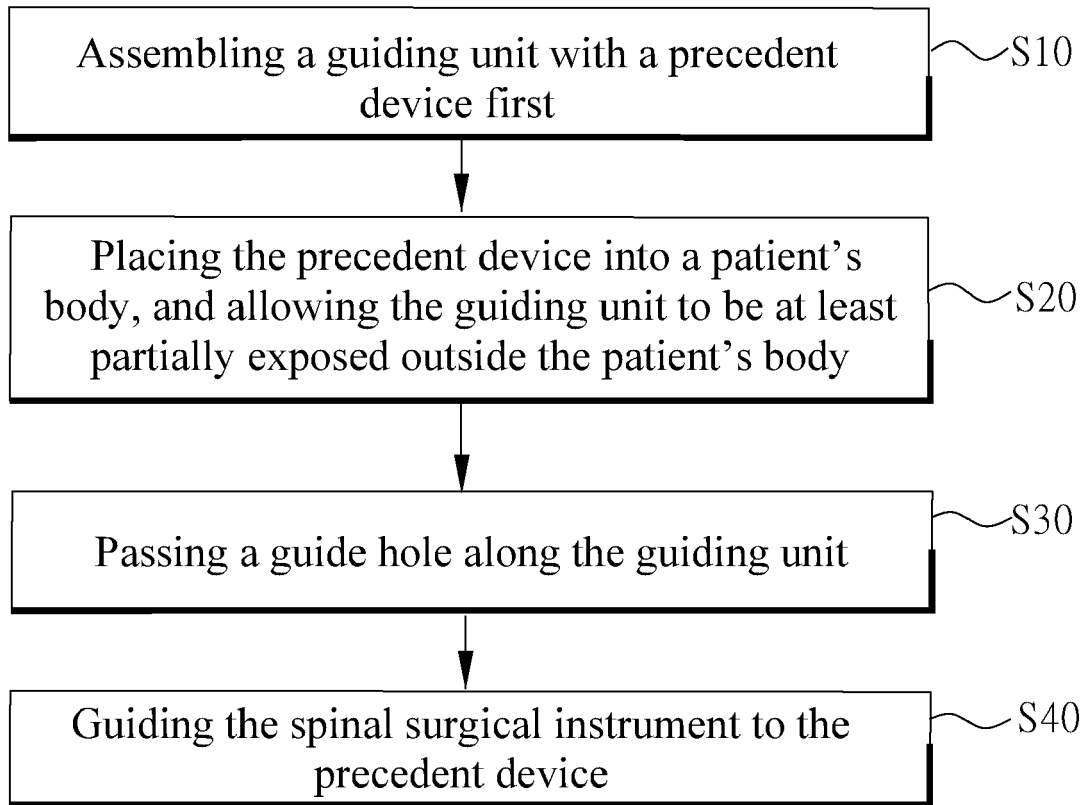 Assembling a guiding unit with a precedent
device first
S10
Placing the precedent device into a patient’s
body, and allowing the guiding unit to be at least
partially exposed outside the patient’s body
S20
Passing a guide hole along the guiding unit
S30
Guiding the spinal surgical instrument to the
precedent device
S40